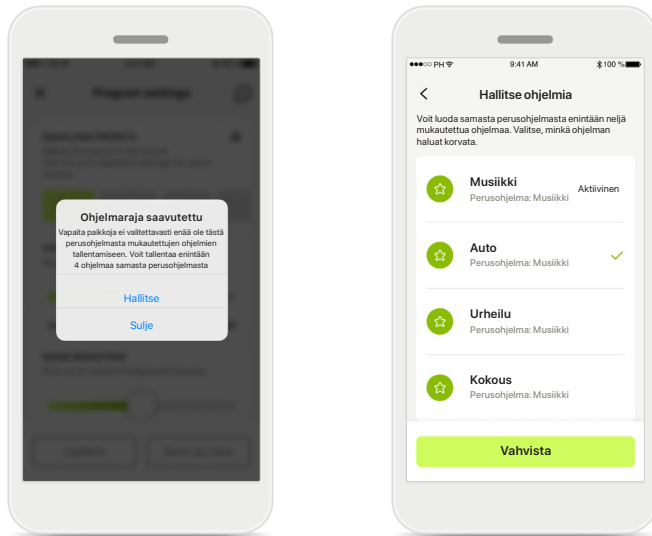 Program settings
Ohjelmaraja saavutettu
Vapaita paikkoja ei valitettavasti enää ole tästä
perusohjelmasta mukautettujen ohjelmien
tallentamiseen. Voit tallentaa enintään
4 ohjelmaa samasta perusohjelmasta
Hallitse
Sulje
PH 9:41 AM 100 %
Hallitse ohjelmia
Voit luoda samasta perusohjelmasta enintään neljä
mukautettua ohjelmaa. Valitse, minkä ohjelman
haluat korvata.
Musiikki
Aktiivinen
Perusohjelma: Musiikki
Auto
Perusohjelma: Musiikki
Urheilu
Perusohjelma: Musiikki
Kokous
Perusohjelma: Musiikki
Vahvista